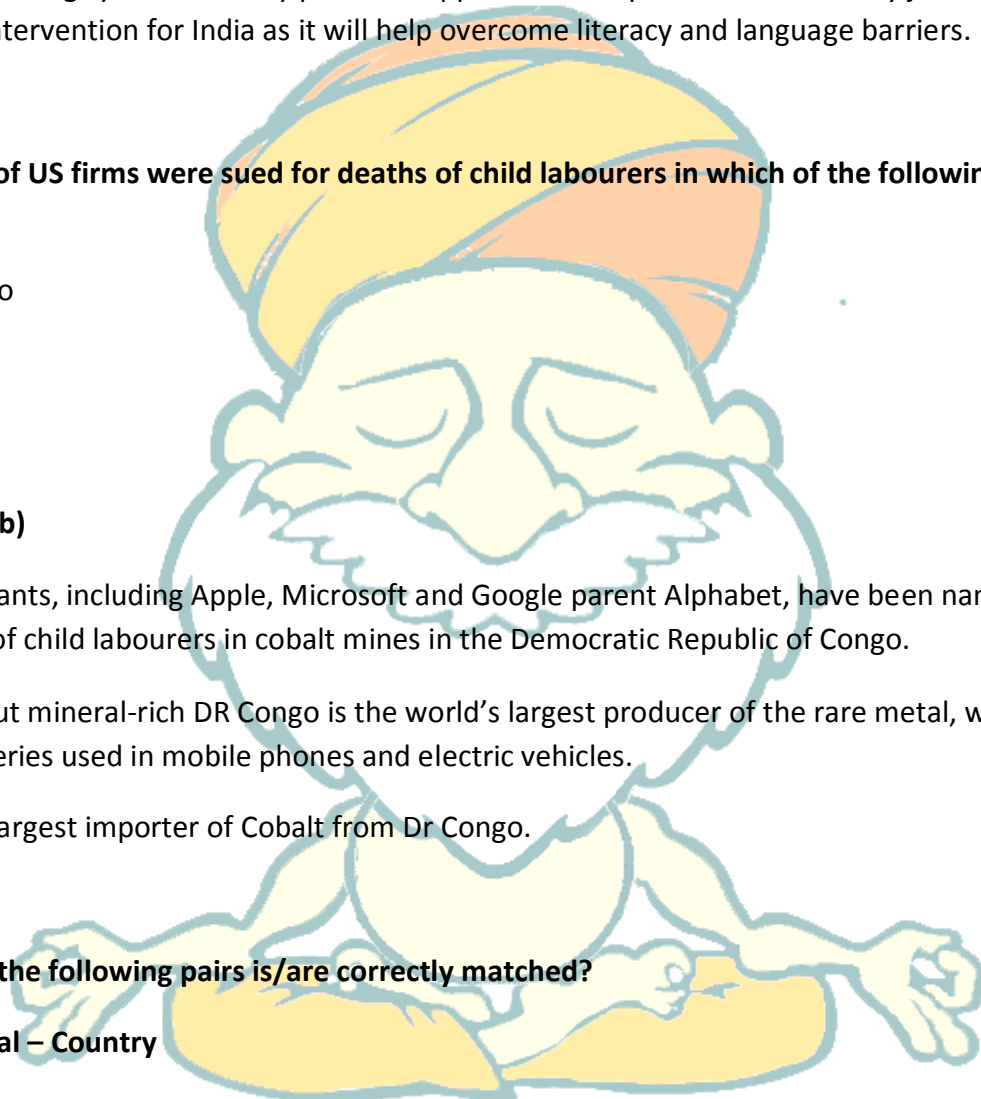 ntervention for India as it will help overcome literacy and language barriers.
of US firms were sued for deaths of child labourers in which of the followin
o
b)
ants, including Apple, Microsoft and Google parent Alphabet, have been nan
of child labourers in cobalt mines in the Democratic Republic of Congo.
ut mineral-rich DR Congo is the world's largest producer of the rare metal, w
eries used in mobile phones and electric vehicles.
argest importer of Cobalt from Dr Congo.
the following pairs is/are correctly matched?
al – Country